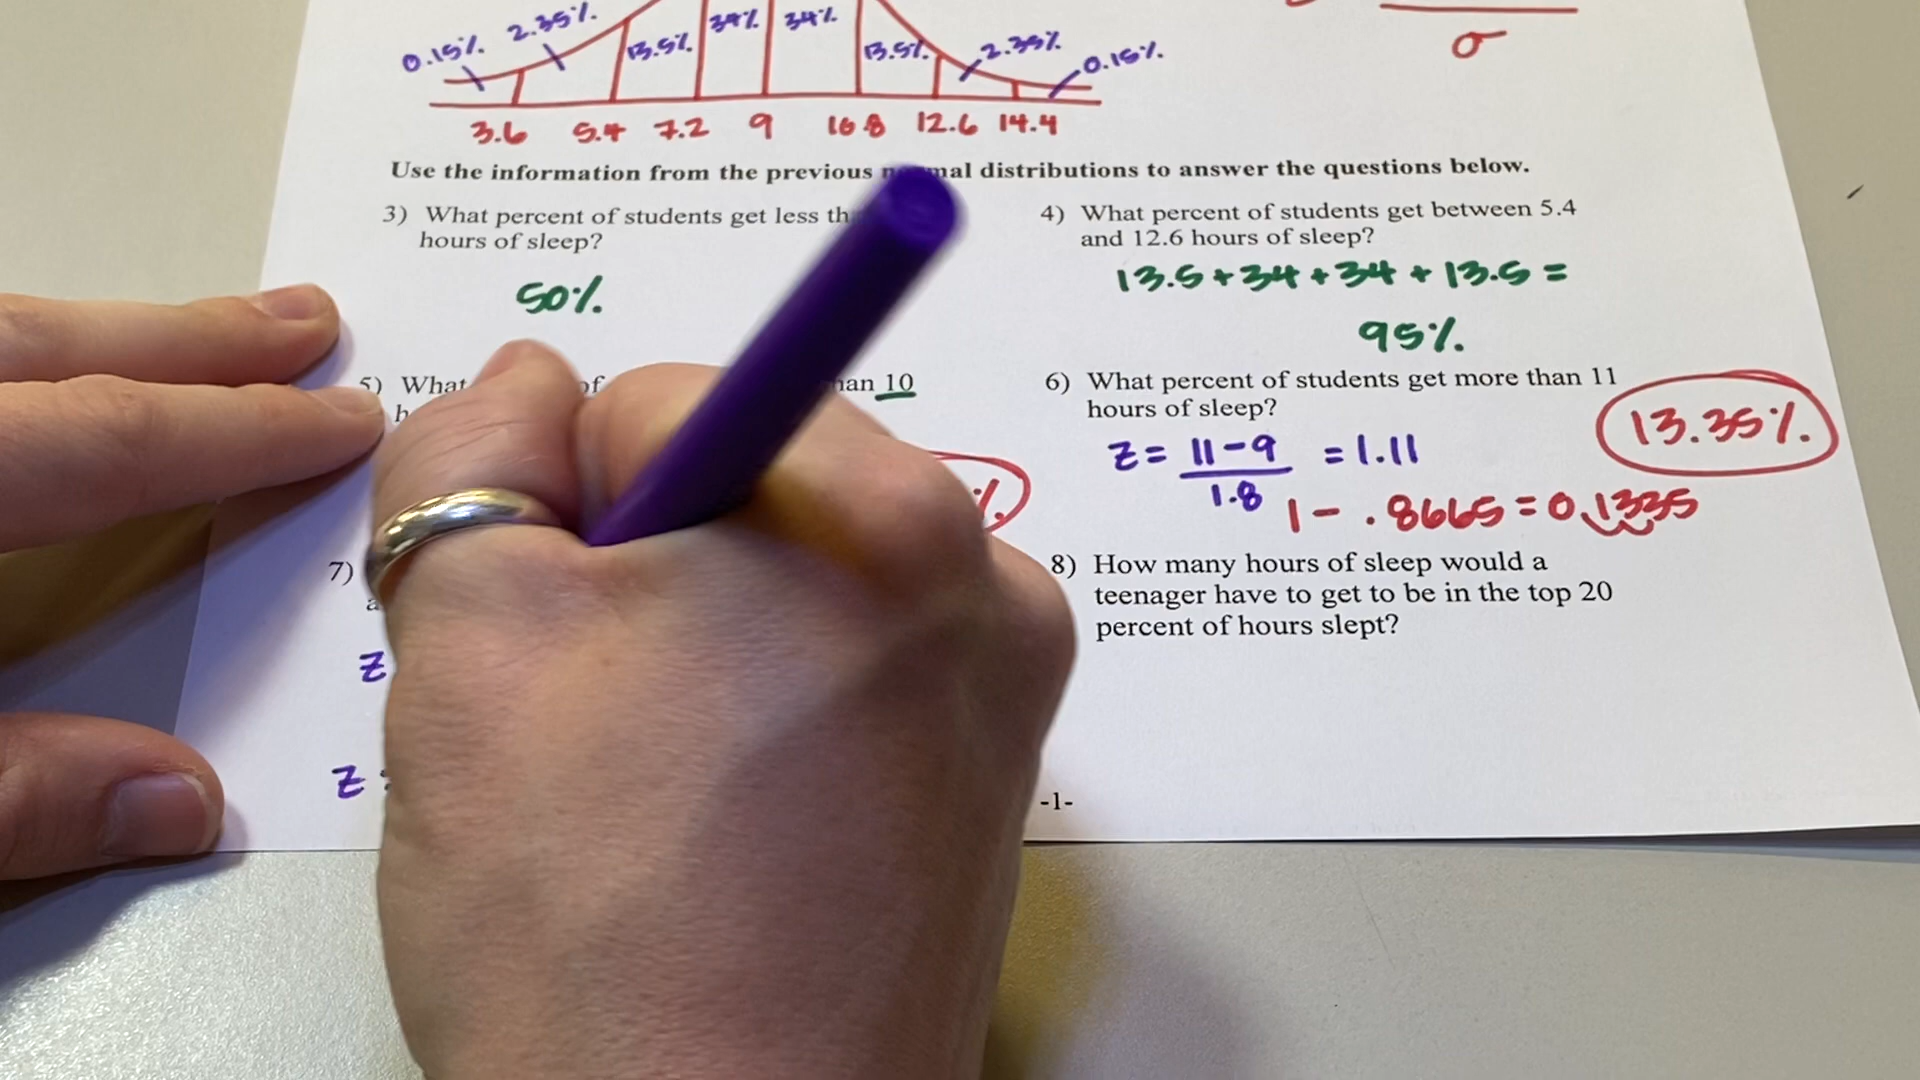 0.15% 2.35% 13.5% 34% 34% 13.5% 2.35% 0.15%
σ
3.6 5.4 7.2 9 10.8 12.6 14.4
Use the information from the previous distributions to answer the questions below.
3) What percent of students get less
hours of sleep?
50%
4) What percent of students get between 5.4
and 12.6 hours of sleep?
13.5 + 34 + 34 + 13.5 =
95%
5) What of 10
6) What percent of students get more than 11
hours of sleep?
13.35%
z = 11-9 = 1.11
1.8
1 - .8665 = 0.1335
7)
z
z
8) How many hours of sleep would a
teenager have to get to be in the top 20
percent of hours slept?
-1-